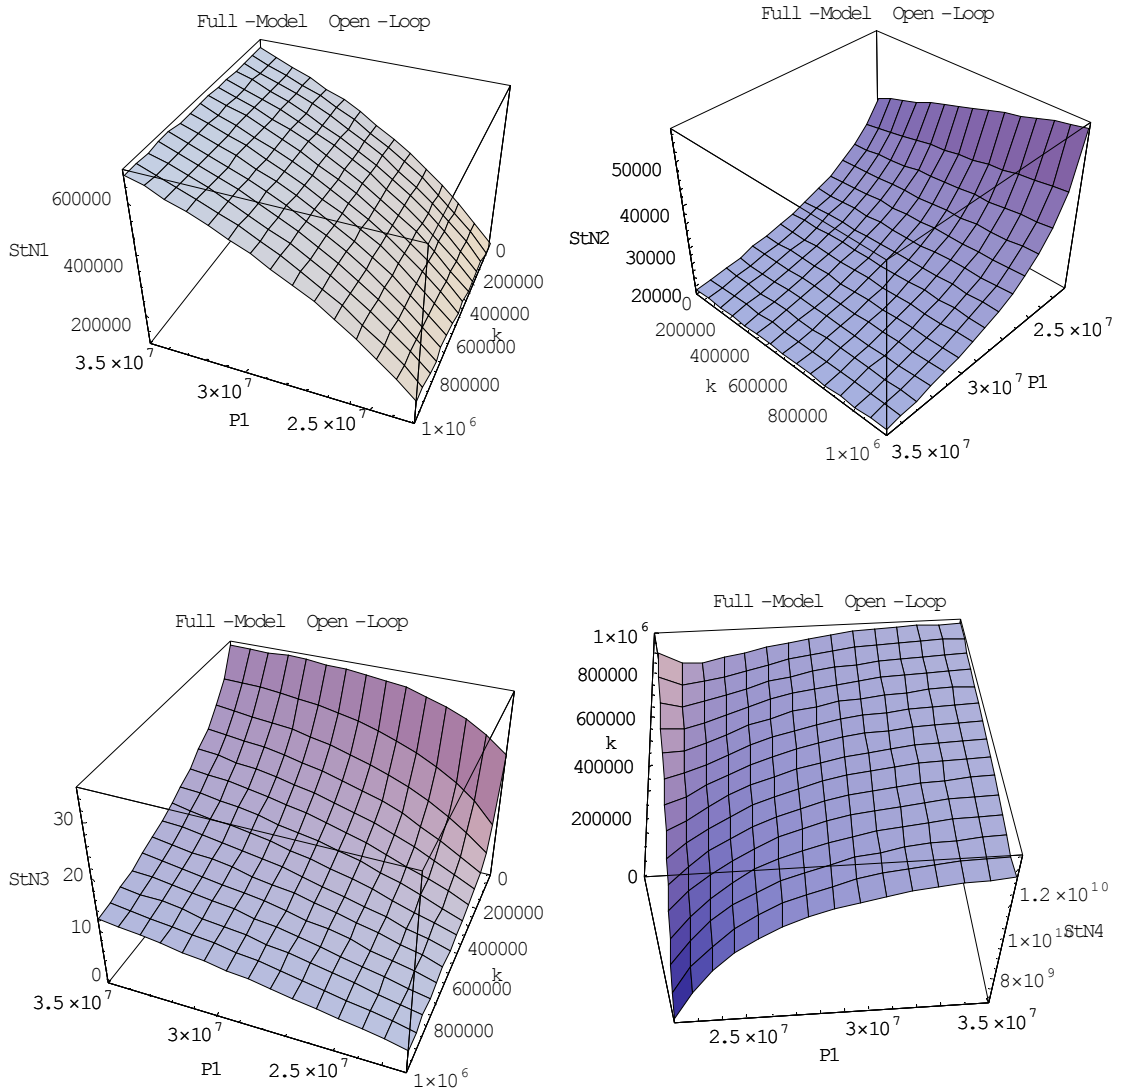 Full -Model Open -Loop
600000
StN1
400000
200000
3.5 ×10^7
3×10^7
P1
2.5 ×10^7
0
200000
400000
k
600000
800000
1×10^6
Full -Model Open -Loop
50000
40000
StN2
30000
20000
0
200000
400000
k 600000
800000
1×10^6
3.5 ×10^7
3×10^7 P1
2.5 ×10^7
Full -Model Open -Loop
30
StN3 20
10
0
3.5 ×10^7
3×10^7
P1
2.5 ×10^7
0
200000
400000
k
600000
800000
1×10^6
Full -Model Open -Loop
1×10^6
800000
600000
k
400000
200000
0
2.5 ×10^7
3×10^7
3.5 ×10^7
P1
1.2 ×10^10
StN4
8×10^9